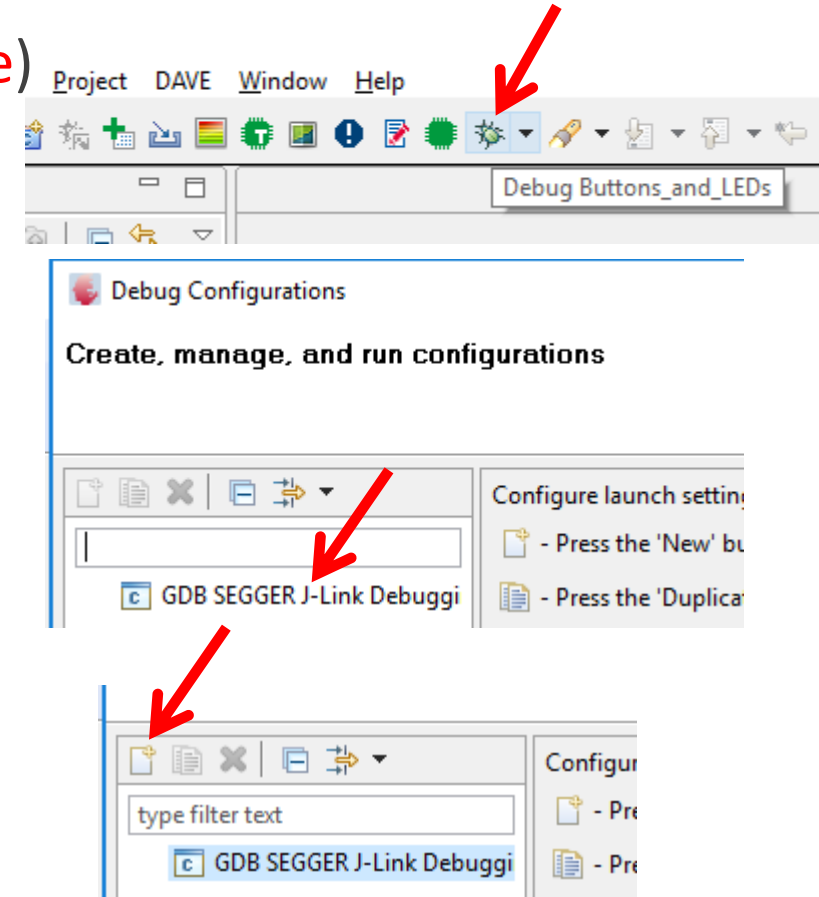 e)
Project DAVE Window Help
Debug Buttons_and_LEDs
Debug Configurations
Create, manage, and run configurations
Configure launch setting
- Press the 'New' bu
GDB SEGGER J-Link Debuggi
- Press the 'Duplica
Configur
type filter text
- Pre
GDB SEGGER J-Link Debuggi
- Pre